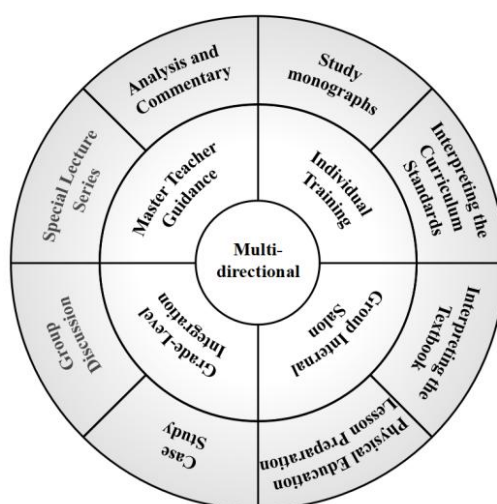 Analysis and
Commentary
Study
monographs
Special Lecture
Series
Master Teacher
Guidance
Individual
Training
Interpreting the
Curriculum
Standards
Multi-
directional
Group
Discussion
Grade-Level
Integration
Group Internal
Salon
Interpreting the
Textbook
Case
Study
Physical Education
Lesson Preparation